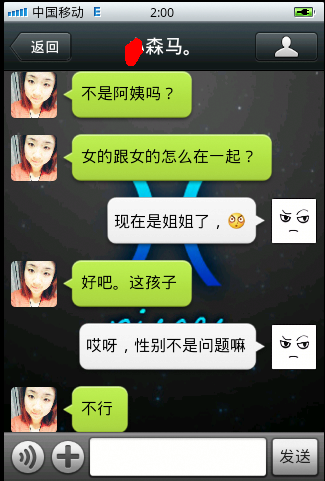 中国移动 E 2:00
返回 森马。
不是阿姨吗？
女的跟女的怎么在一起？
现在是姐姐了，
好吧。这孩子
哎呀，性别不是问题嘛
pisces
不行
发送